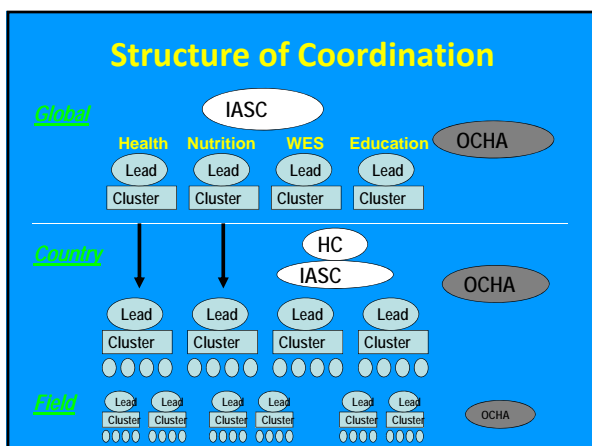 Structure of Coordination
Global
IASC
OCHA
Health Nutrition WES Education
Lead Lead Lead Lead
Cluster Cluster Cluster Cluster
Country
HC
IASC
OCHA
Lead Lead Lead Lead
Cluster Cluster Cluster Cluster
Field
Lead Lead Lead Lead Lead Lead
Cluster Cluster Cluster Cluster Cluster Cluster
OCHA